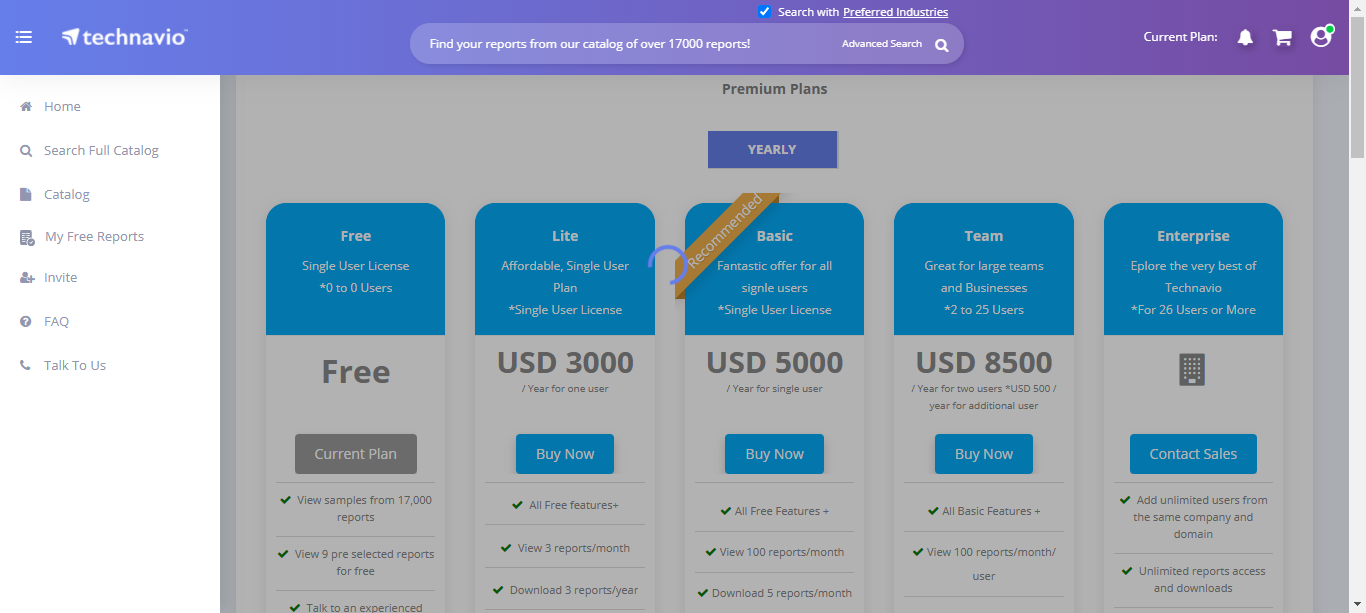 Search with Preferred Industries
technavio
Find your reports from our catalog of over 17000 reports!
Advanced Search
Current Plan:
Home
Search Full Catalog
Catalog
My Free Reports
Invite
FAQ
Talk To Us
Premium Plans
YEARLY
Free
Single User License
*0 to 0 Users
Free
Current Plan
View samples from 17,000
reports
View 9 pre selected reports
for free
Talk to an experienced
Lite
Affordable, Single User
Plan
*Single User License
USD 3000
/ Year for one user
Buy Now
All Free features+
View 3 reports/month
Download 3 reports/year
Recommended
Basic
Fantastic offer for all
signle users
*Single User License
USD 5000
/ Year for single user
Buy Now
All Free Features +
View 100 reports/month
Download 5 reports/month
Team
Great for large teams
and Businesses
*2 to 25 Users
USD 8500
/ Year for two users *USD 500 /
year for additional user
Buy Now
All Basic Features +
View 100 reports/month/
user
Enterprise
Eplore the very best of
Technavio
*For 26 Users or More
Contact Sales
Add unlimited users from
the same company and
domain
Unlimited reports access
and downloads